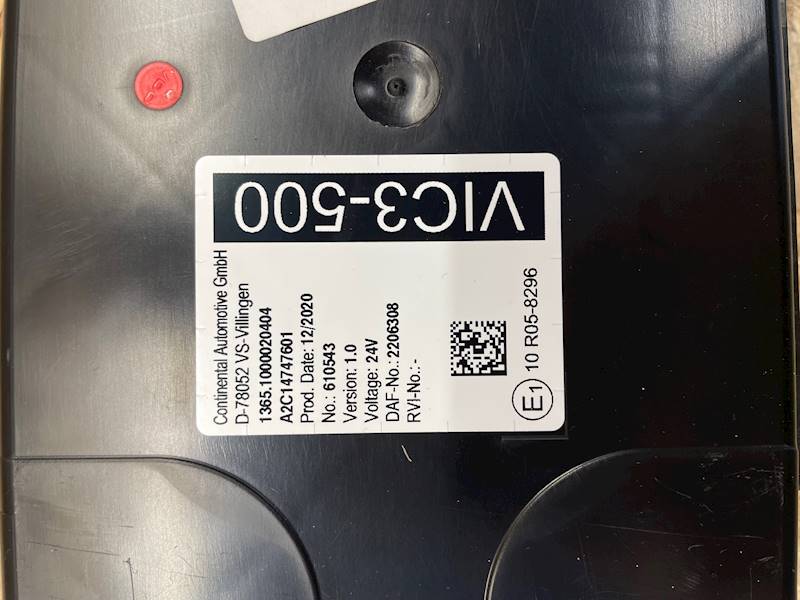 VIC3-500
Continental Automotive GmbH
D-78052 VS-Villingen
1365.1000020404
A2C14747601
Prod. Date: 12/2020
No.: 610543
Version: 1.0
Voltage: 24V
DAF-No.: 2206308
RVI-No.:-
E1 10 R05-8296